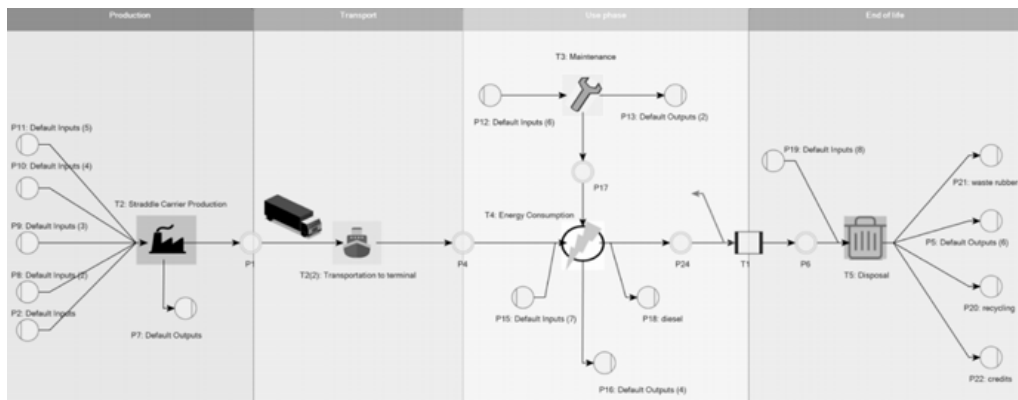 Production
Transport
Use phase
End of life
T3: Maintenance
P12: Default Inputs (6)
P13: Default Outputs (2)
P11: Default Inputs (5)
P10: Default Inputs (4)
P19: Default Inputs (8)
P21: waste rubber
P17
T2: Straddle Carrier Production
T4: Energy Consumption
P9: Default Inputs (3)
P5: Default Outputs (6)
P1
P4
P24
T1
P6
P8: Default Inputs (2)
T2(2): Transportation to terminal
T5: Disposal
P2: Default Inputs
P20: recycling
P15: Default Inputs (7)
P18: diesel
P7: Default Outputs
P22: credits
P16: Default Outputs (4)